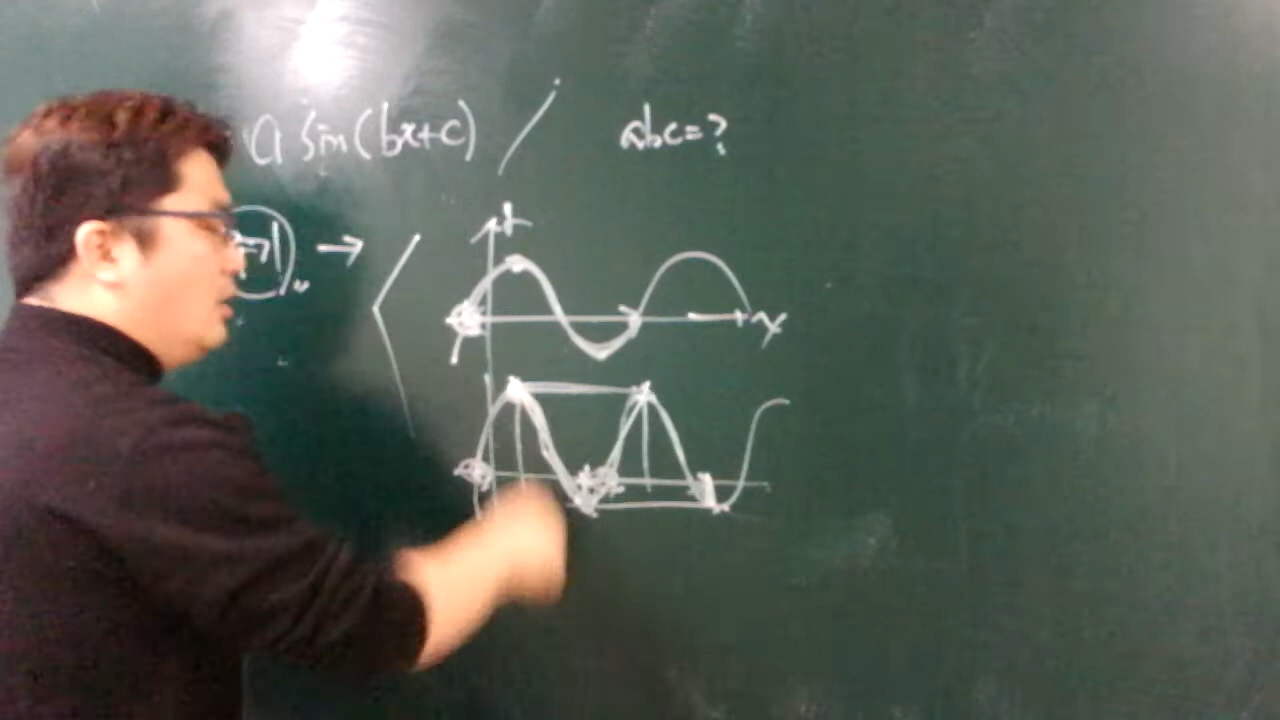 a sin(bx+c) / abc=?
→
y
x